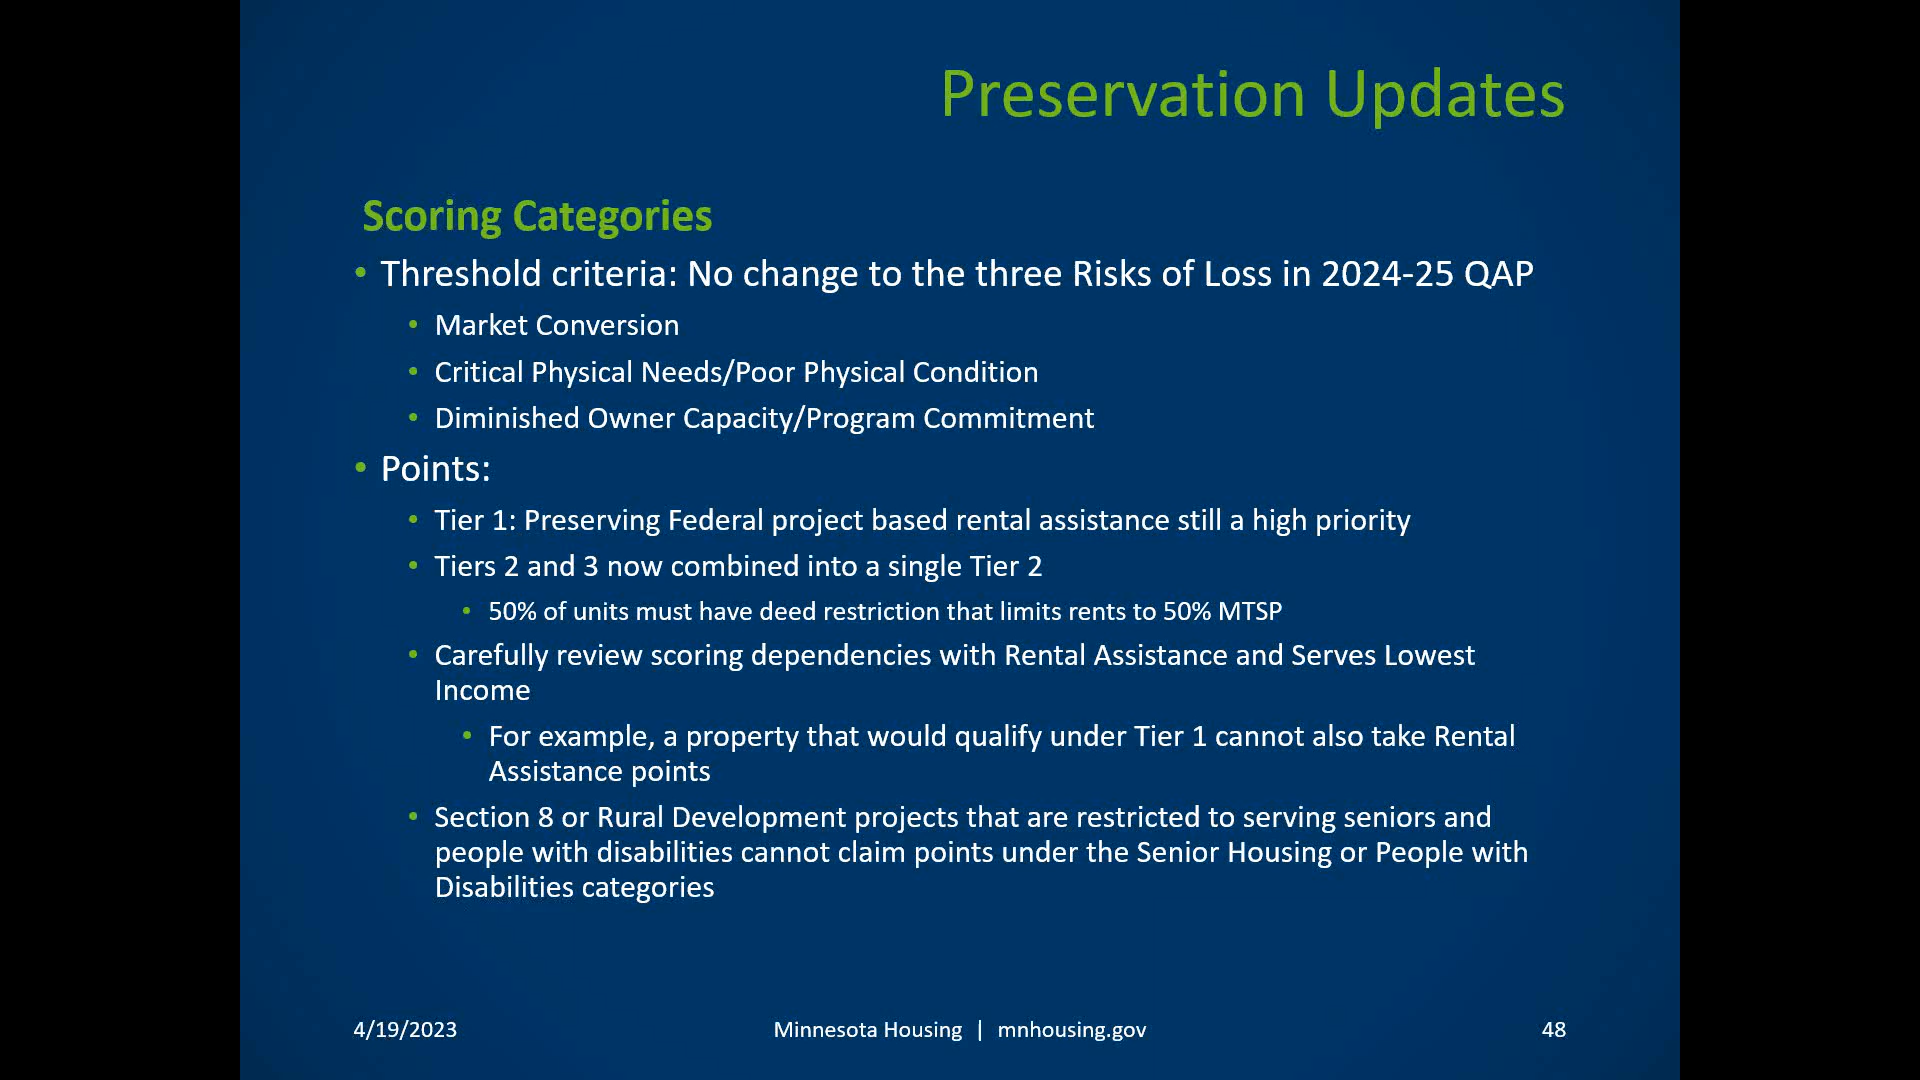 Preservation Updates
Scoring Categories
• Threshold criteria: No change to the three Risks of Loss in 2024-25 QAP
• Market Conversion
• Critical Physical Needs/Poor Physical Condition
• Diminished Owner Capacity/Program Commitment
• Points:
• Tier 1: Preserving Federal project based rental assistance still a high priority
• Tiers 2 and 3 now combined into a single Tier 2
• 50% of units must have deed restriction that limits rents to 50% MTSP
• Carefully review scoring dependencies with Rental Assistance and Serves Lowest
Income
• For example, a property that would qualify under Tier 1 cannot also take Rental
Assistance points
• Section 8 or Rural Development projects that are restricted to serving seniors and
people with disabilities cannot claim points under the Senior Housing or People with
Disabilities categories
4/19/2023
Minnesota Housing | mnhousing.gov
48